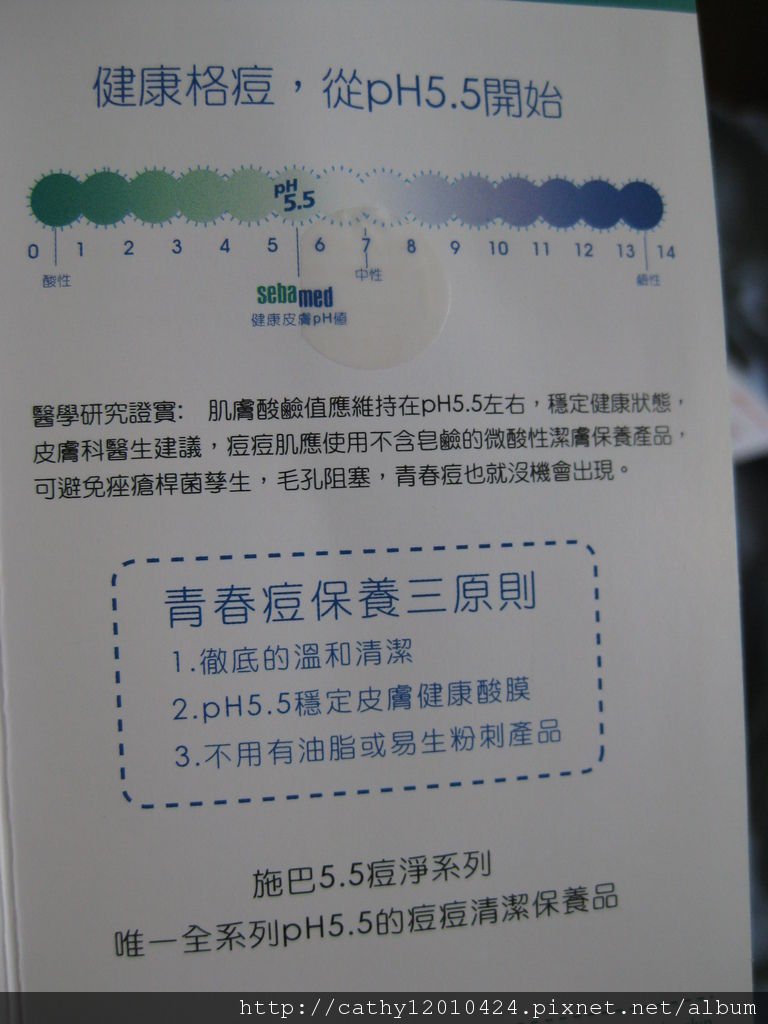 健康格痘，從pH5.5開始
pH
5.5
0 1 2 3 4 5 6 7 8 9 10 11 12 13 14
酸性 中性 鹼性
sebamed
健康皮膚pH值
醫學研究證實: 肌膚酸鹼值應維持在pH5.5左右，穩定健康狀態，
皮膚科醫生建議，痘痘肌應使用不含皂鹼的微酸性潔膚保養產品，
可避免痤瘡桿菌孳生，毛孔阻塞，青春痘也就沒機會出現。
青春痘保養三原則
1.徹底的溫和清潔
2.pH5.5穩定皮膚健康酸膜
3.不用有油脂或易生粉刺產品
施巴5.5痘淨系列
唯一全系列pH5.5的痘痘清潔保養品
http://cathy12010424.pixnet.net/album